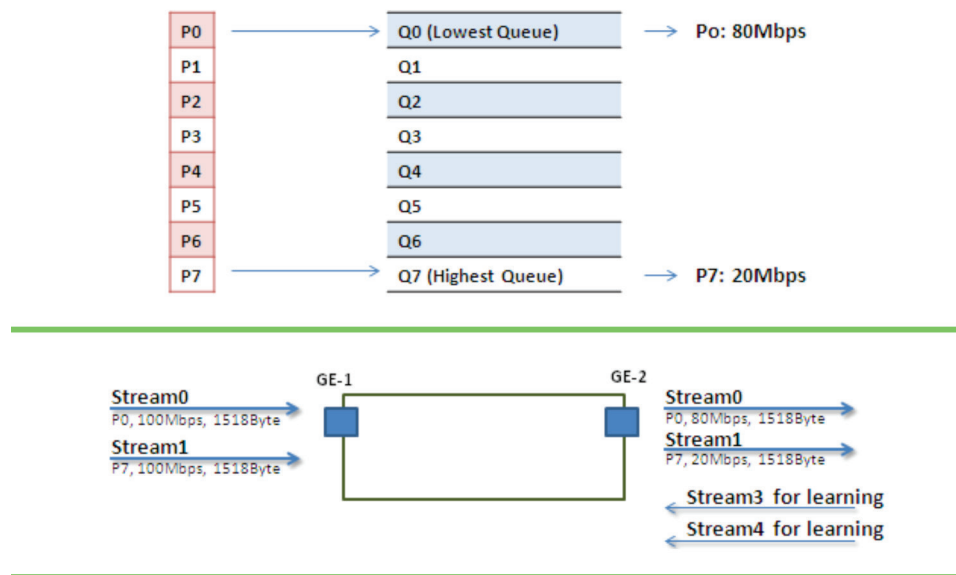 P0 Q0 (Lowest Queue) Po: 80Mbps
P1 Q1
P2 Q2
P3 Q3
P4 Q4
P5 Q5
P6 Q6
P7 Q7 (Highest Queue) P7: 20Mbps
GE-1 GE-2
Stream0 Stream0
P0, 100Mbps, 1518Byte P0, 80Mbps, 1518Byte
Stream1 Stream1
P7, 100Mbps, 1518Byte P7, 20Mbps, 1518Byte
Stream3 for learning
Stream4 for learning